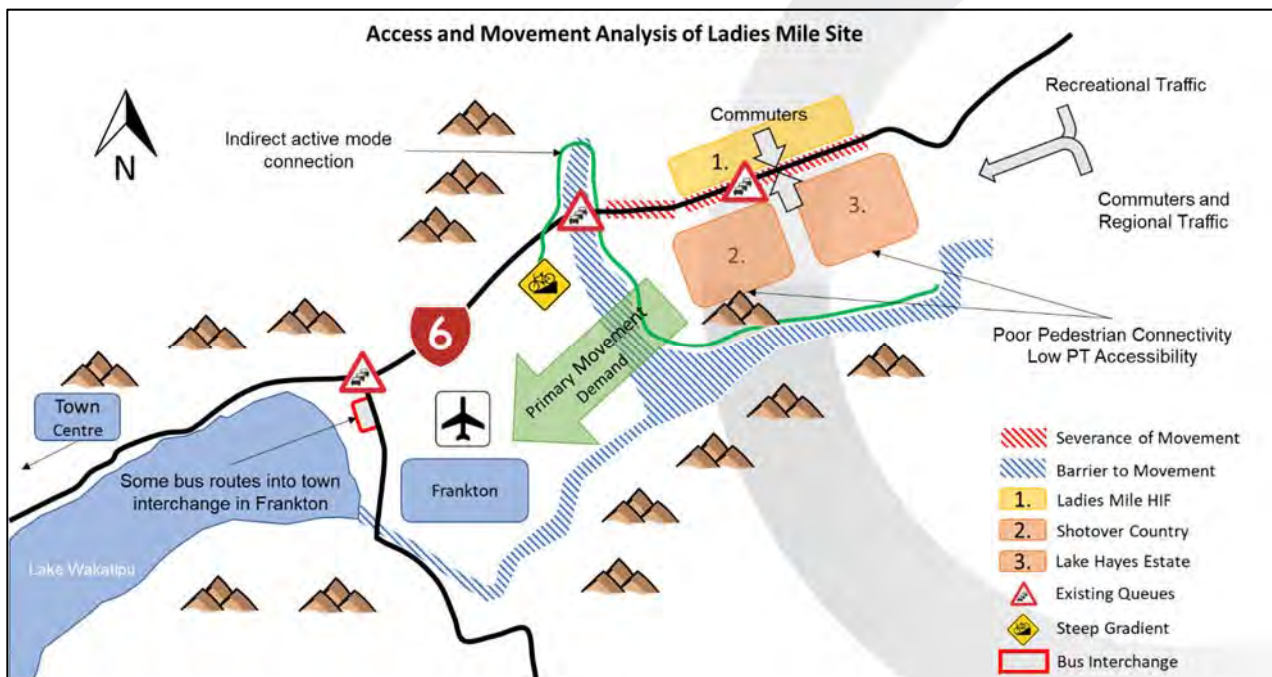 Access and Movement Analysis of Ladies Mile Site
N
Indirect active mode
connection
Commuters
Recreational Traffic
Commuters and
Regional Traffic
1.
2.
3.
6
Primary Movement
Demand
Poor Pedestrian Connectivity
Low PT Accessibility
Town
Centre
Some bus routes into town
interchange in Frankton
Frankton
Lake Wakatipu
Severance of Movement
Barrier to Movement
1. Ladies Mile HIF
2. Shotover Country
3. Lake Hayes Estate
Existing Queues
Steep Gradient
Bus Interchange